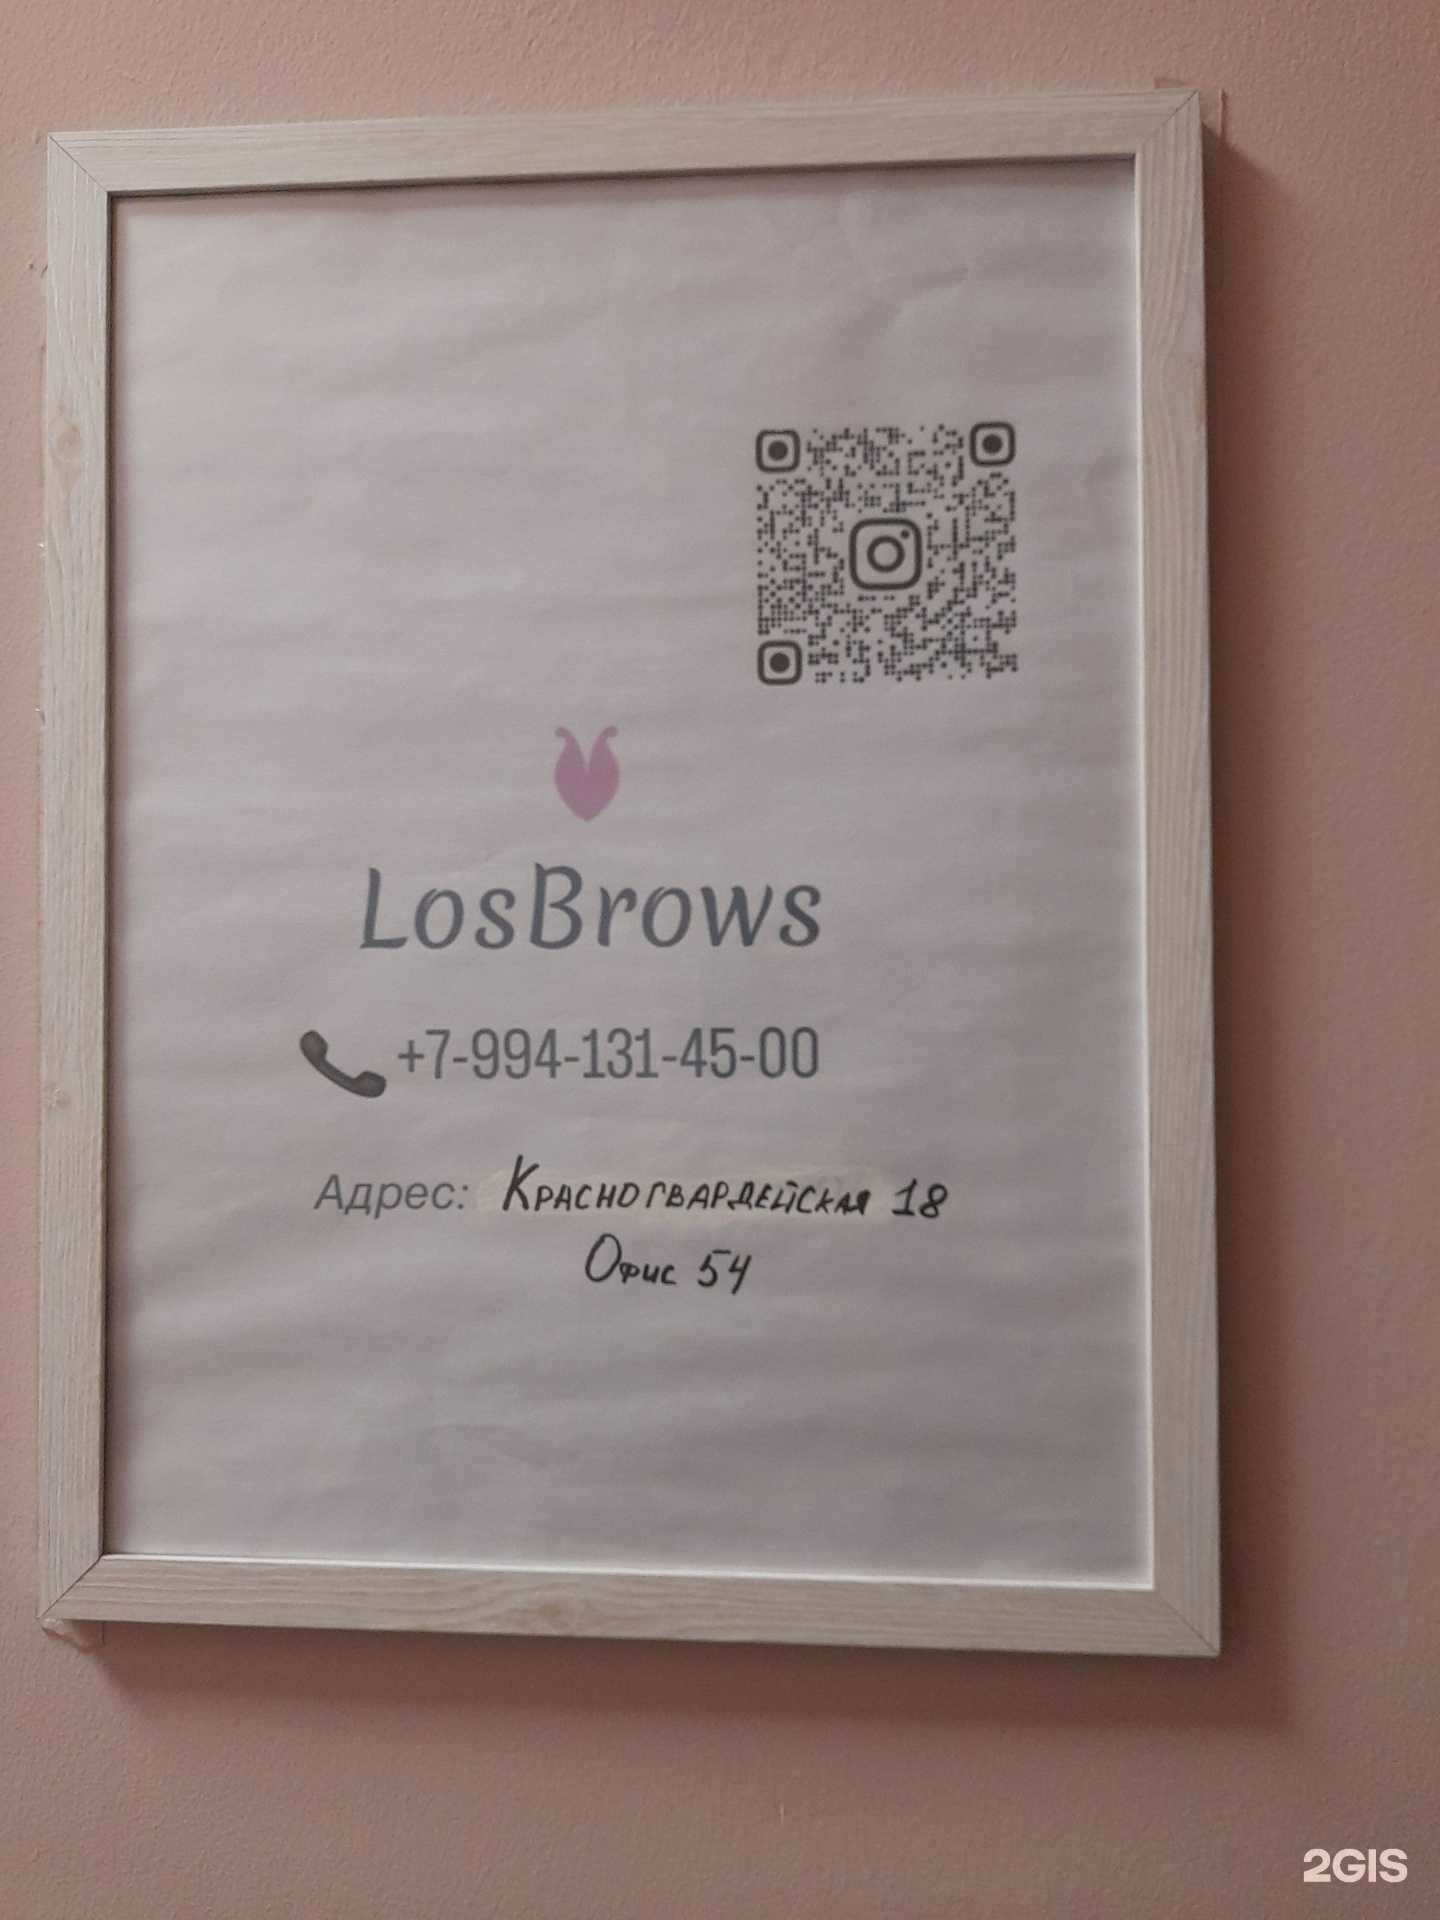 LosBrows
+7-994-131-45-00
Адрес: Красногвардейская 18
Офис 54
2GIS